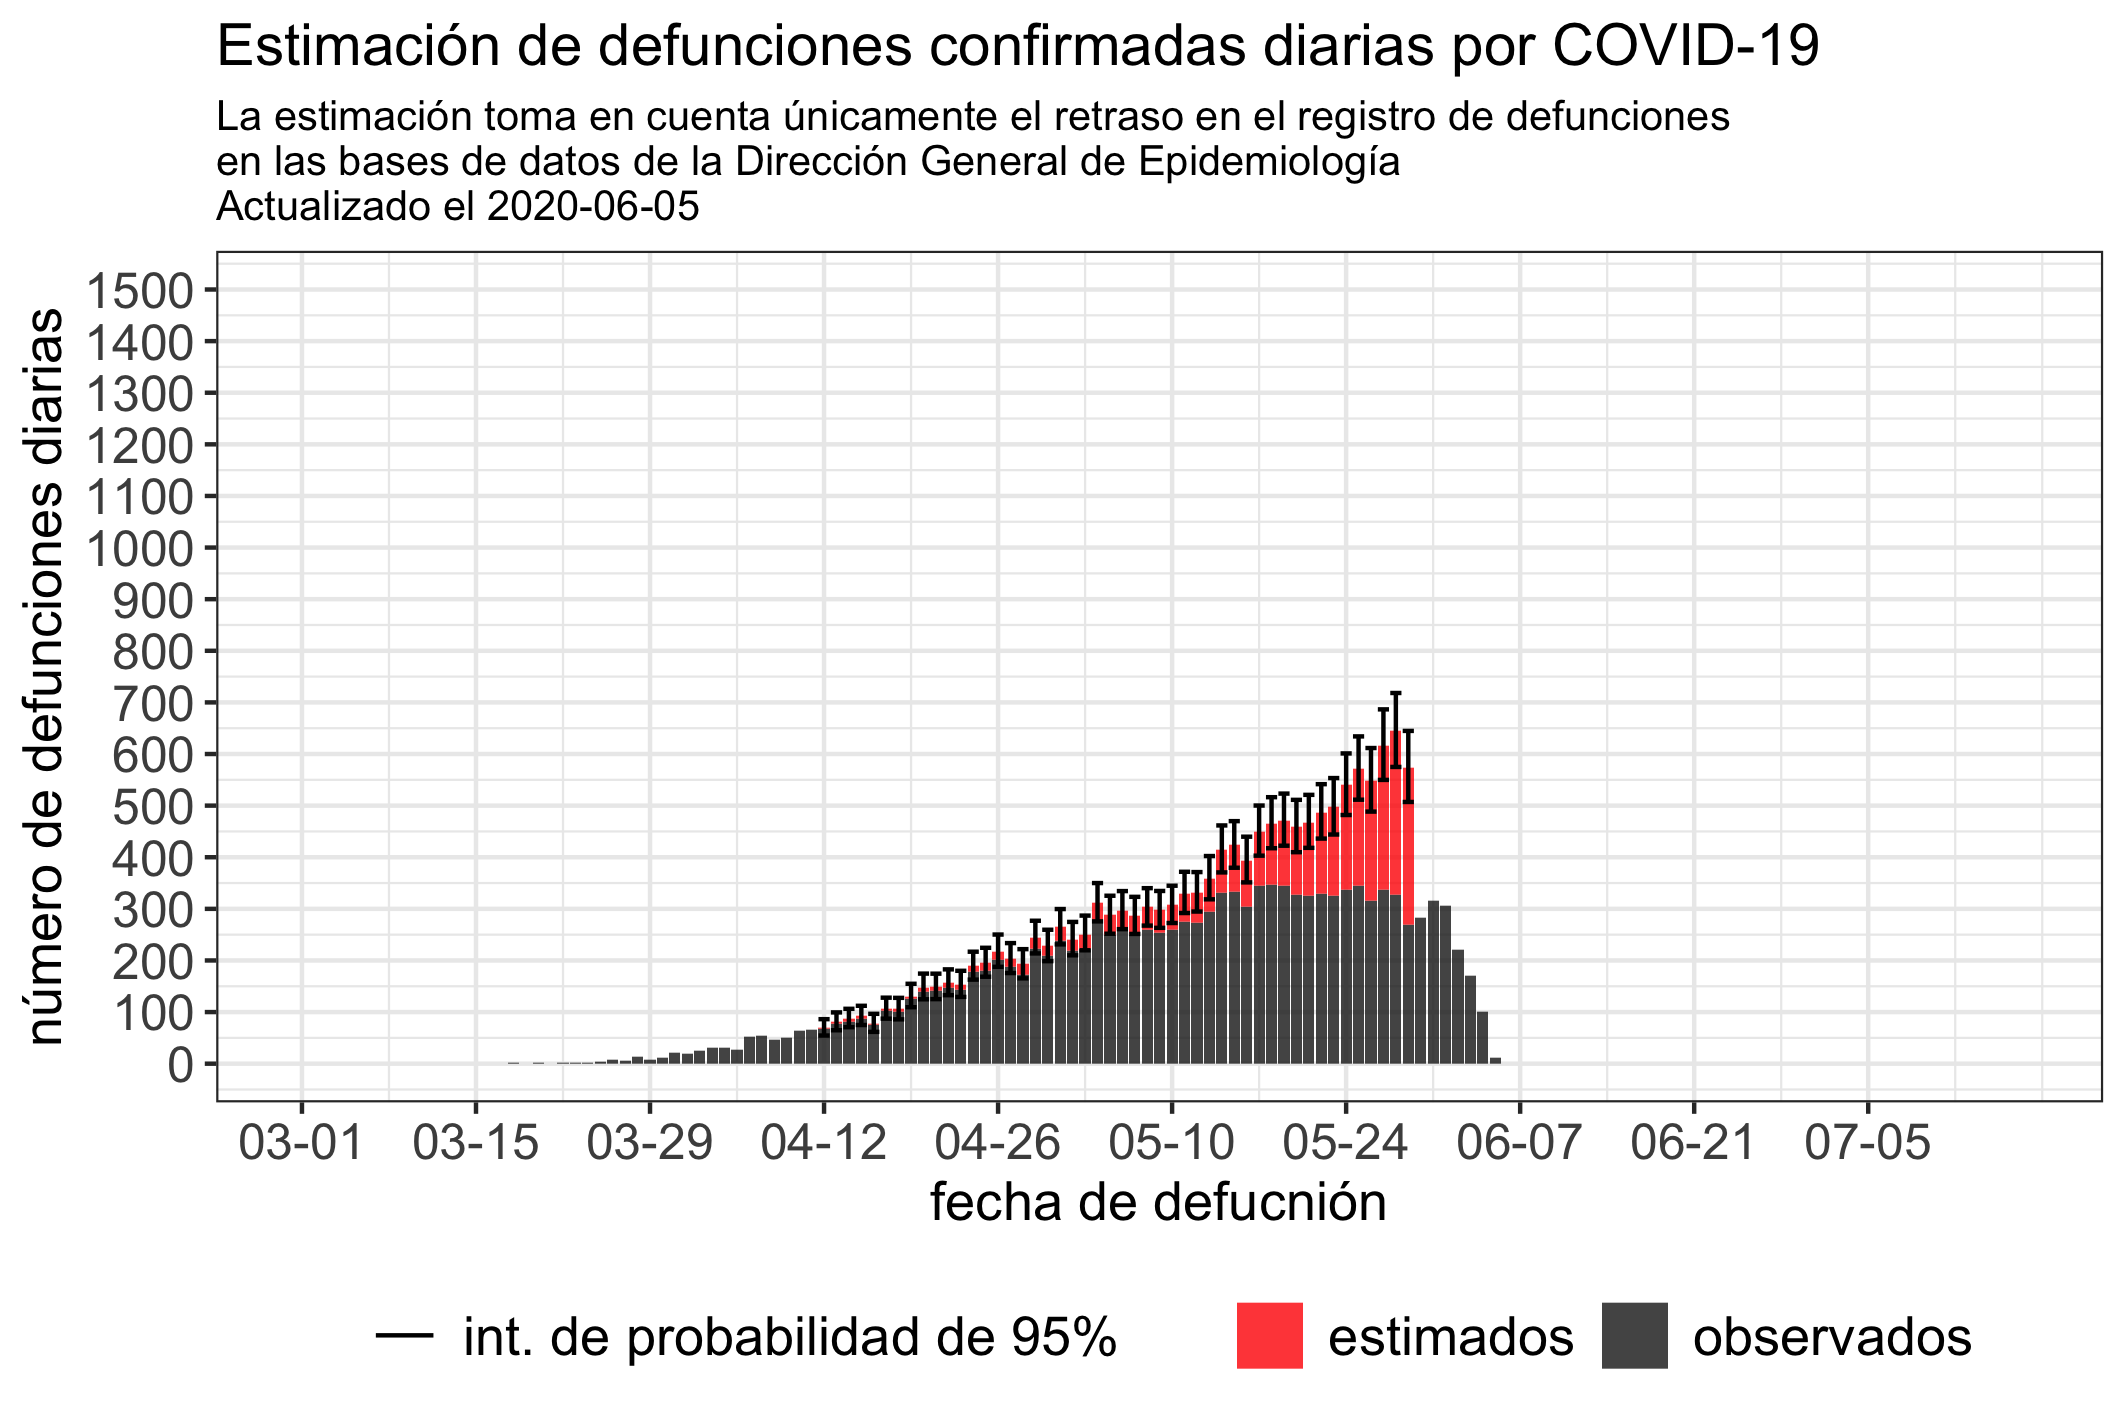 Estimación de defunciones confirmadas diarias por COVID-19
La estimación toma en cuenta únicamente el retraso en el registro de defunciones
en las bases de datos de la Dirección General de Epidemiología
Actualizado el 2020-06-05
número de defunciones diarias
1500
1400
1300
1200
1100
1000
900
800
700
600
500
400
300
200
100
0
03-01 03-15 03-29 04-12 04-26 05-10 05-24 06-07 06-21 07-05
fecha de defucnión
int. de probabilidad de 95% estimados observados